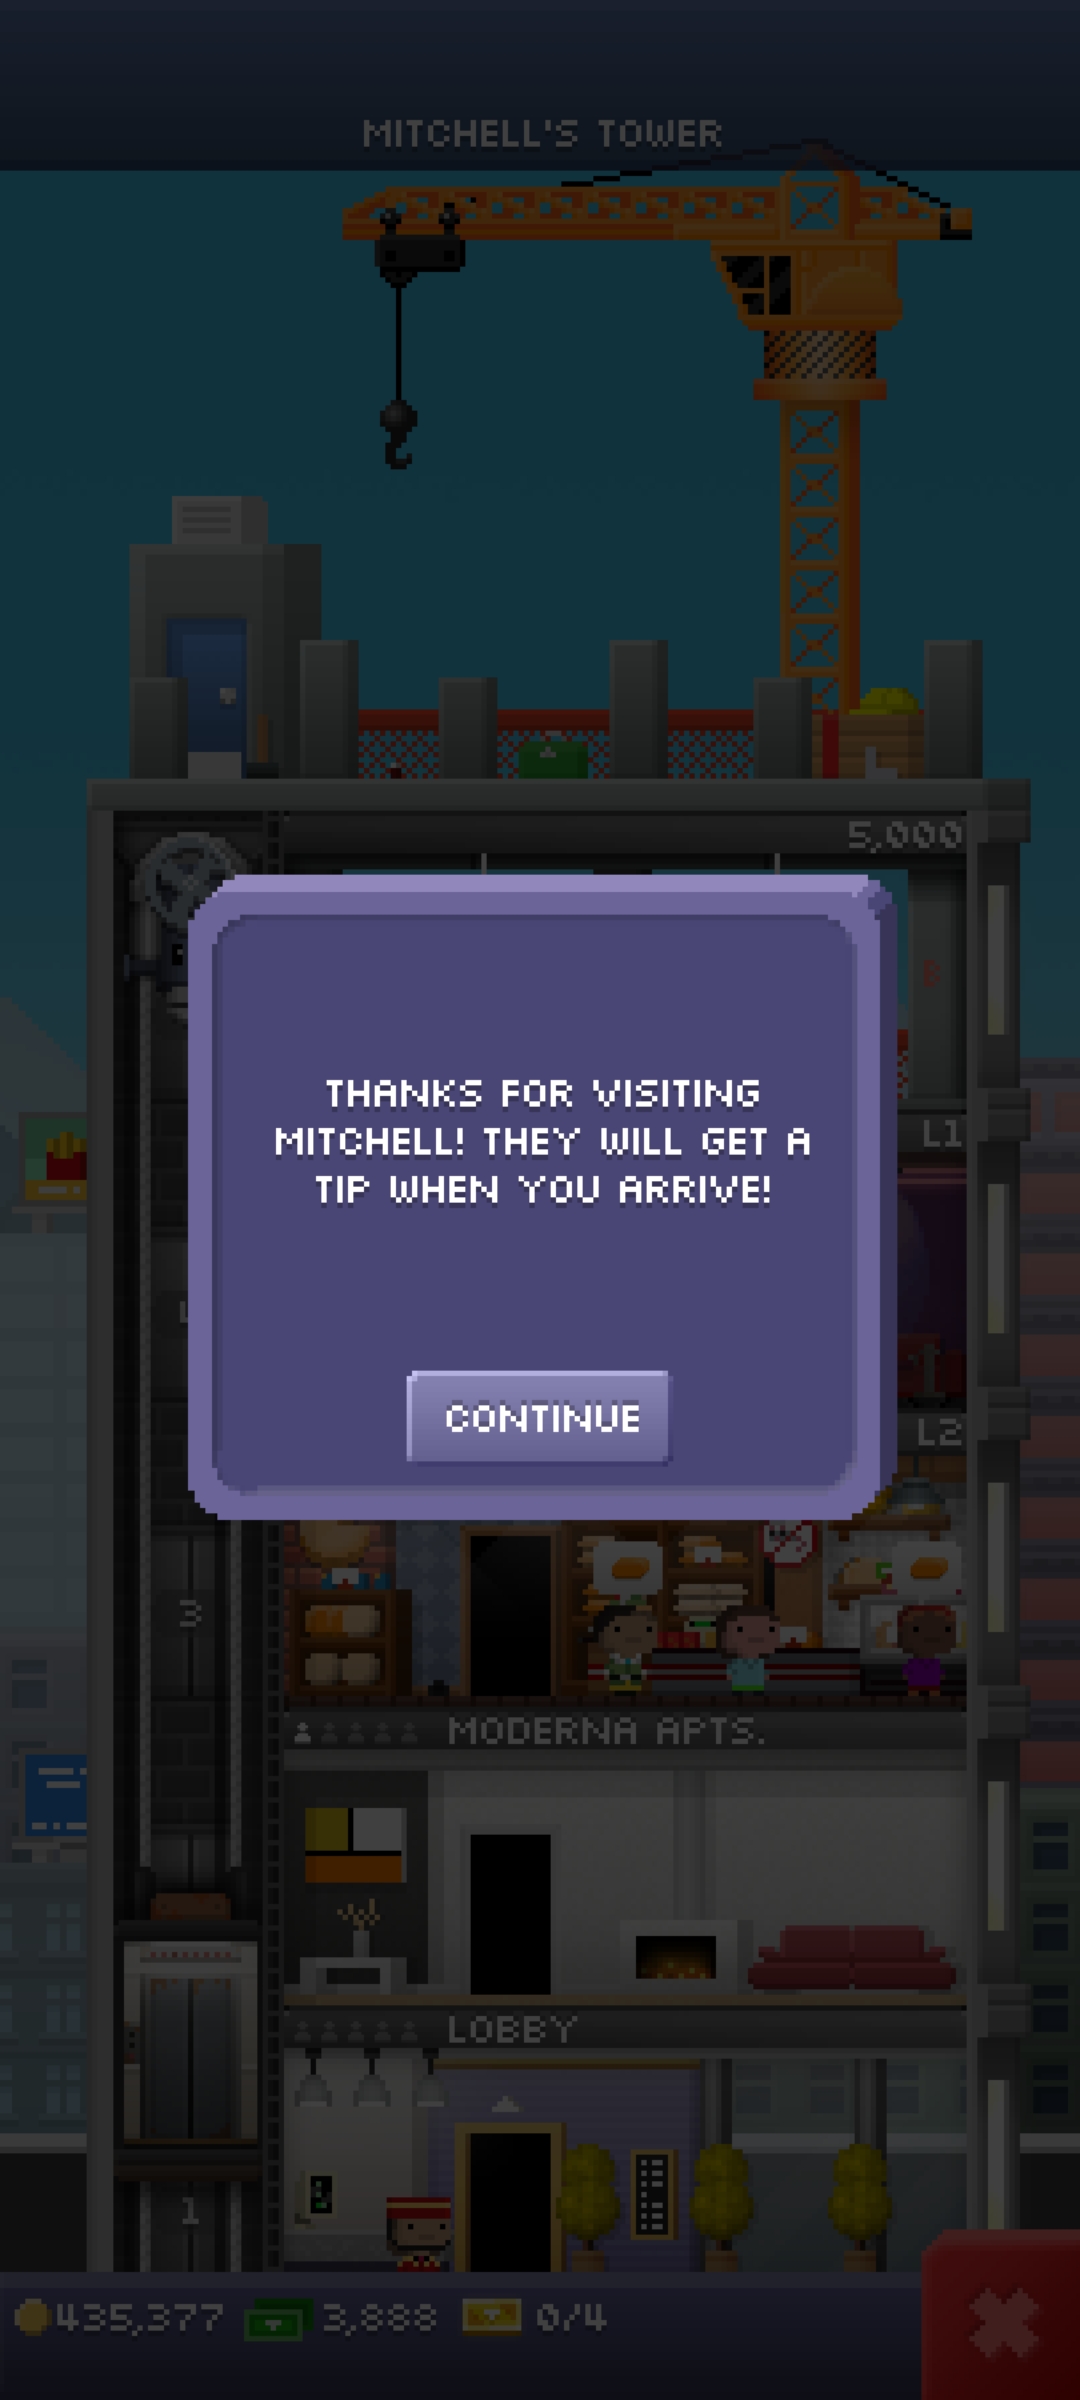 MITCHELL'S TOWER
5,000
L1
THANKS FOR VISITING
MITCHELL! THEY WILL GET A
TIP WHEN YOU ARRIVE!
CONTINUE
L2
3
MODERNA APTS.
LOBBY
1
435,377 3,888 0/4